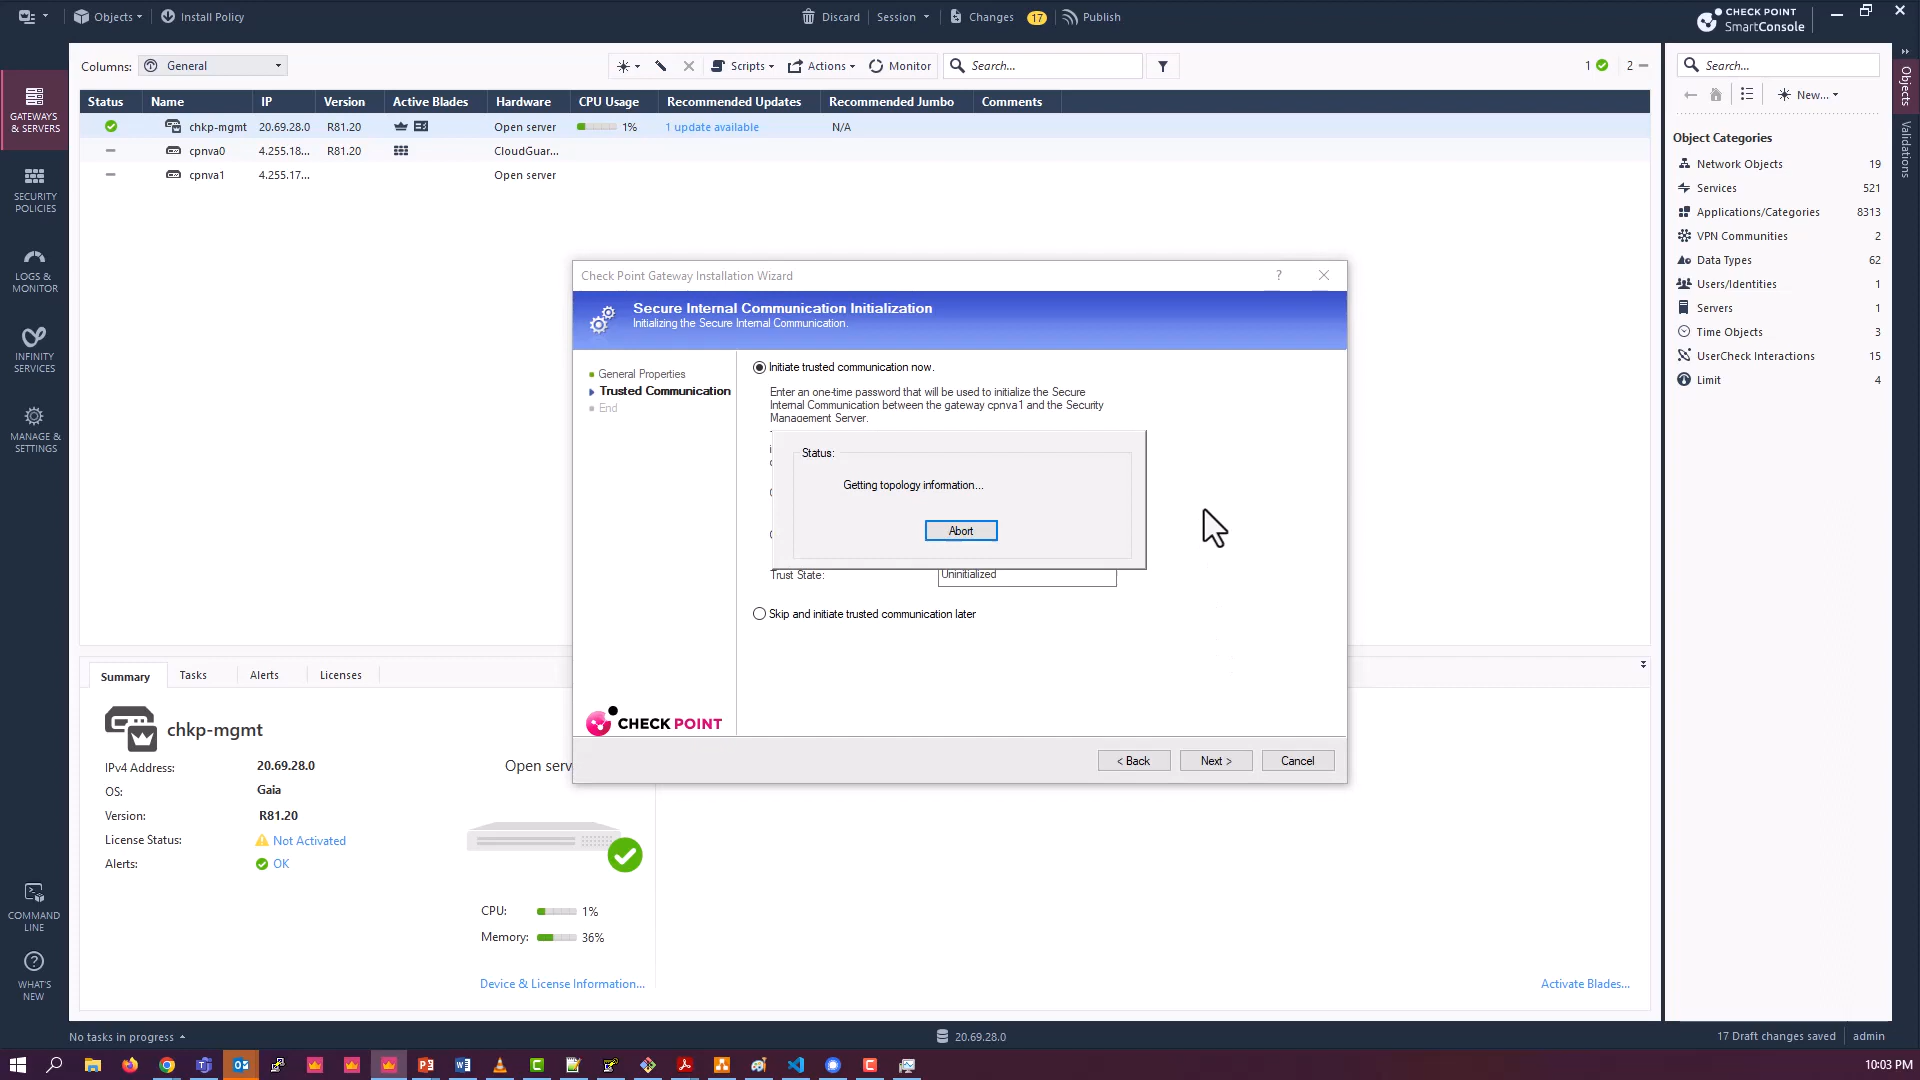 Objects
Install Policy
Discard
Session
Changes
17
Publish
CHECK POINT
SmartConsole
GATEWAYS
& SERVERS
SECURITY
POLICIES
LOGS &
MONITOR
INFINITY
SERVICES
MANAGE &
SETTINGS
COMMAND
LINE
WHAT'S
NEW
Columns:
General
Scripts
Actions
Monitor
Search...
1
2
Status Name IP Version Active Blades Hardware CPU Usage Recommended Updates Recommended Jumbo Comments
chkp-mgmt 20.69.28.0 R81.20 Open server 1% 1 update available N/A
cpnva0 4.255.18... R81.20 CloudGuar...
cpnva1 4.255.17... Open server
Check Point Gateway Installation Wizard
?
Secure Internal Communication Initialization
Initializing the Secure Internal Communication.
General Properties
Trusted Communication
End
Initiate trusted communication now.
Enter an one-time password that will be used to initialize the Secure
Internal Communication between the gateway cpnva1 and the Security
Management Server.
Status:
Getting topology information...
Abort
Trust State:
Uninitialized
Skip and initiate trusted communication later
CHECK POINT
< Back
Next >
Cancel
Summary
Tasks
Alerts
Licenses
chkp-mgmt
IPv4 Address: 20.69.28.0
OS: Gaia
Version: R81.20
License Status: Not Activated
Alerts: OK
Open serv
CPU: 1%
Memory: 36%
Device & License Information...
Activate Blades...
Search...
New...
Object Categories
Network Objects 19
Services 521
Applications/Categories 8313
VPN Communities 2
Data Types 62
Users/Identities 1
Servers 1
Time Objects 3
UserCheck Interactions 15
Limit 4
Objects
Validations
No tasks in progress
20.69.28.0
17 Draft changes saved
admin
10:03 PM